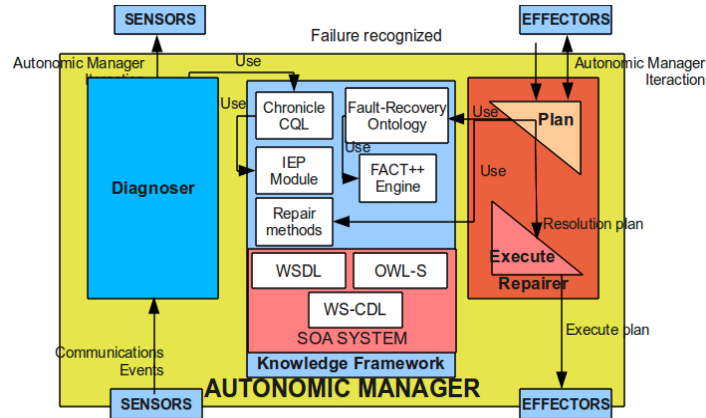 SENSORS
EFFECTORS
Failure recognized
Autonomic Manager
Iteraction
Use
Autonomic Manager
Iteraction
Chronicle
CQL
Use
Fault-Recovery
Ontology
Use
Plan
Use
IEP
Module
FACT++
Engine
Use
Diagnoser
Repair
methods
Resolution plan
Execute
Repairer
WSDL
OWL-S
WS-CDL
SOA SYSTEM
Execute plan
Communications
Events
Knowledge Framework
AUTONOMIC MANAGER
SENSORS
EFFECTORS